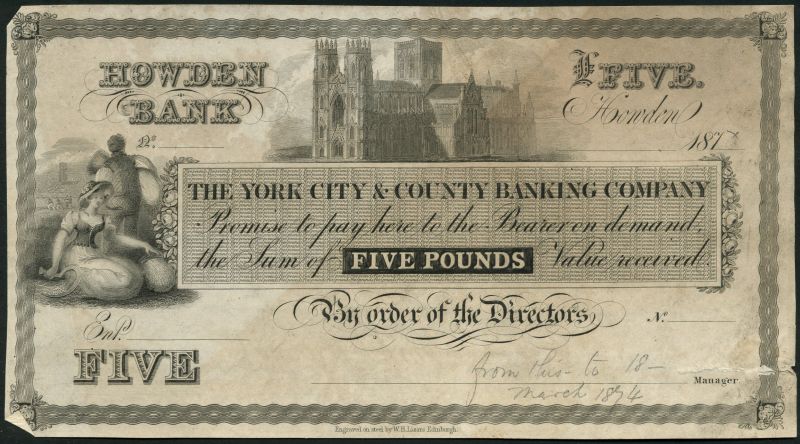 HOWDEN
BANK
£FIVE.
Howden
187
No.
THE YORK CITY & COUNTY BANKING COMPANY
Promise to pay here to the Bearer on demand,
the Sum of FIVE POUNDS Value received.
By order of the Directors
No.
Entd.
FIVE
from this - to 18 -
March 1874
Manager
Engraved on steel by W.H. Lizars Edinburgh.